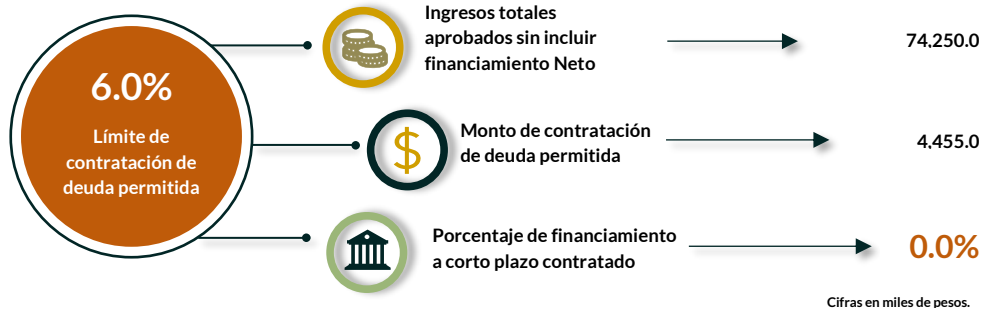 6.0%
Límite de
contratación de
deuda permitida
Ingresos totales
aprobados sin incluir
financiamiento Neto
74,250.0
$
Monto de contratación
de deuda permitida
4,455.0
Porcentaje de financiamiento
a corto plazo contratado
0.0%
Cifras en miles de pesos.